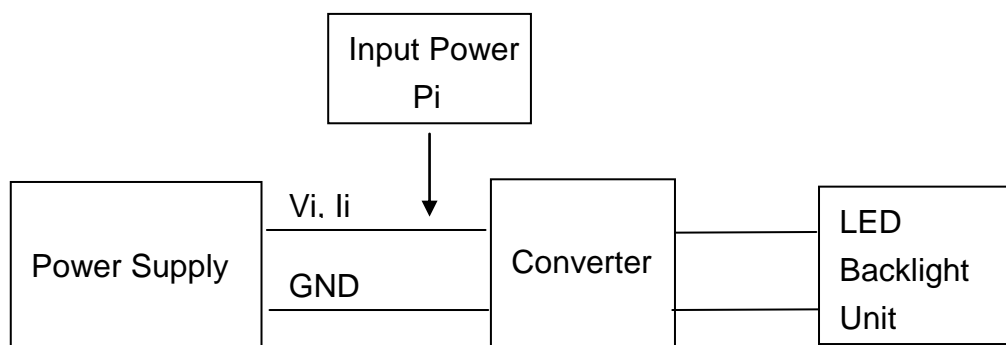 Input Power
Pi
Vi, Ii
Power Supply
GND
Converter
LED
Backlight
Unit